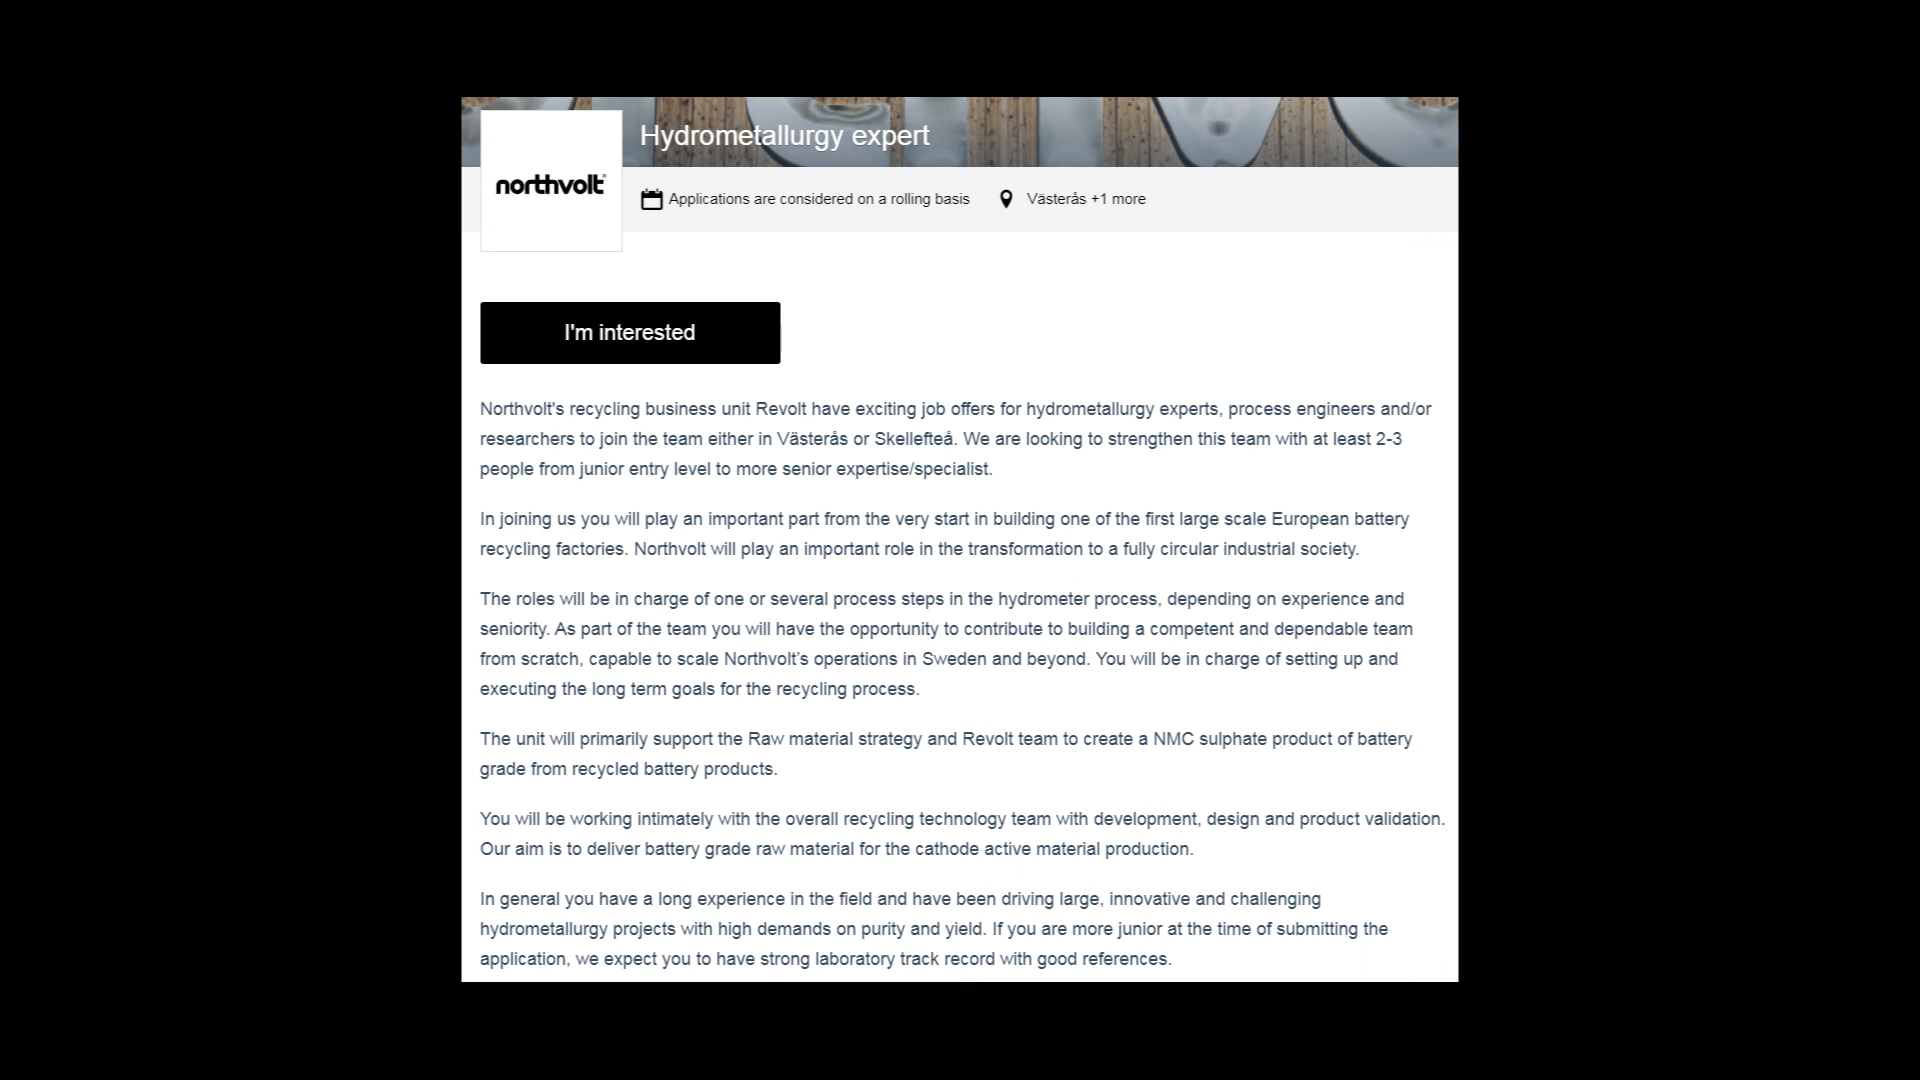 Hydrometallurgy expert
northvolt
Applications are considered on a rolling basis
Västerås +1 more
I'm interested
Northvolt's recycling business unit Revolt have exciting job offers for hydrometallurgy experts, process engineers and/or
researchers to join the team either in Västerås or Skellefteå. We are looking to strengthen this team with at least 2-3
people from junior entry level to more senior expertise/specialist.
In joining us you will play an important part from the very start in building one of the first large scale European battery
recycling factories. Northvolt will play an important role in the transformation to a fully circular industrial society.
The roles will be in charge of one or several process steps in the hydrometer process, depending on experience and
seniority. As part of the team you will have the opportunity to contribute to building a competent and dependable team
from scratch, capable to scale Northvolt's operations in Sweden and beyond. You will be in charge of setting up and
executing the long term goals for the recycling process.
The unit will primarily support the Raw material strategy and Revolt team to create a NMC sulphate product of battery
grade from recycled battery products.
You will be working intimately with the overall recycling technology team with development, design and product validation.
Our aim is to deliver battery grade raw material for the cathode active material production.
In general you have a long experience in the field and have been driving large, innovative and challenging
hydrometallurgy projects with high demands on purity and yield. If you are more junior at the time of submitting the
application, we expect you to have strong laboratory track record with good references.